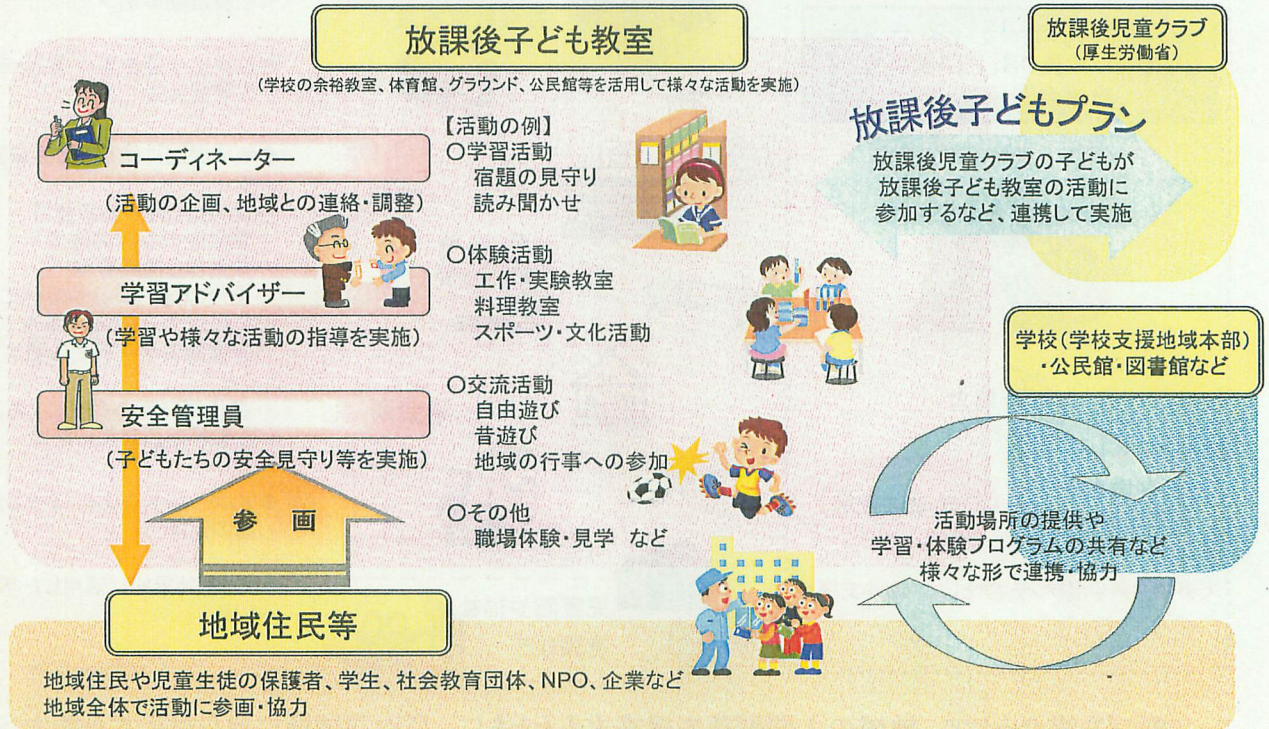 放課後子ども教室
(学校の余裕教室、体育館、グラウンド、公民館等を活用して様々な活動を実施)
コーディネーター
(活動の企画、地域との連絡・調整)
学習アドバイザー
(学習や様々な活動の指導を実施)
安全管理員
(子どもたちの安全見守り等を実施)
参 画
【活動の例】
○学習活動
宿題の見守り
読み聞かせ
○体験活動
工作・実験教室
料理教室
スポーツ・文化活動
○交流活動
自由遊び
昔遊び
地域の行事への参加
○その他
職場体験・見学 など
放課後児童クラブ
(厚生労働省)
放課後子どもプラン
放課後児童クラブの子どもが
放課後子ども教室の活動に
参加するなど、連携して実施
学校(学校支援地域本部)
・公民館・図書館など
活動場所の提供や
学習・体験プログラムの共有など
様々な形で連携・協力
地域住民等
地域住民や児童生徒の保護者、学生、社会教育団体、NPO、企業など
地域全体で活動に参画・協力